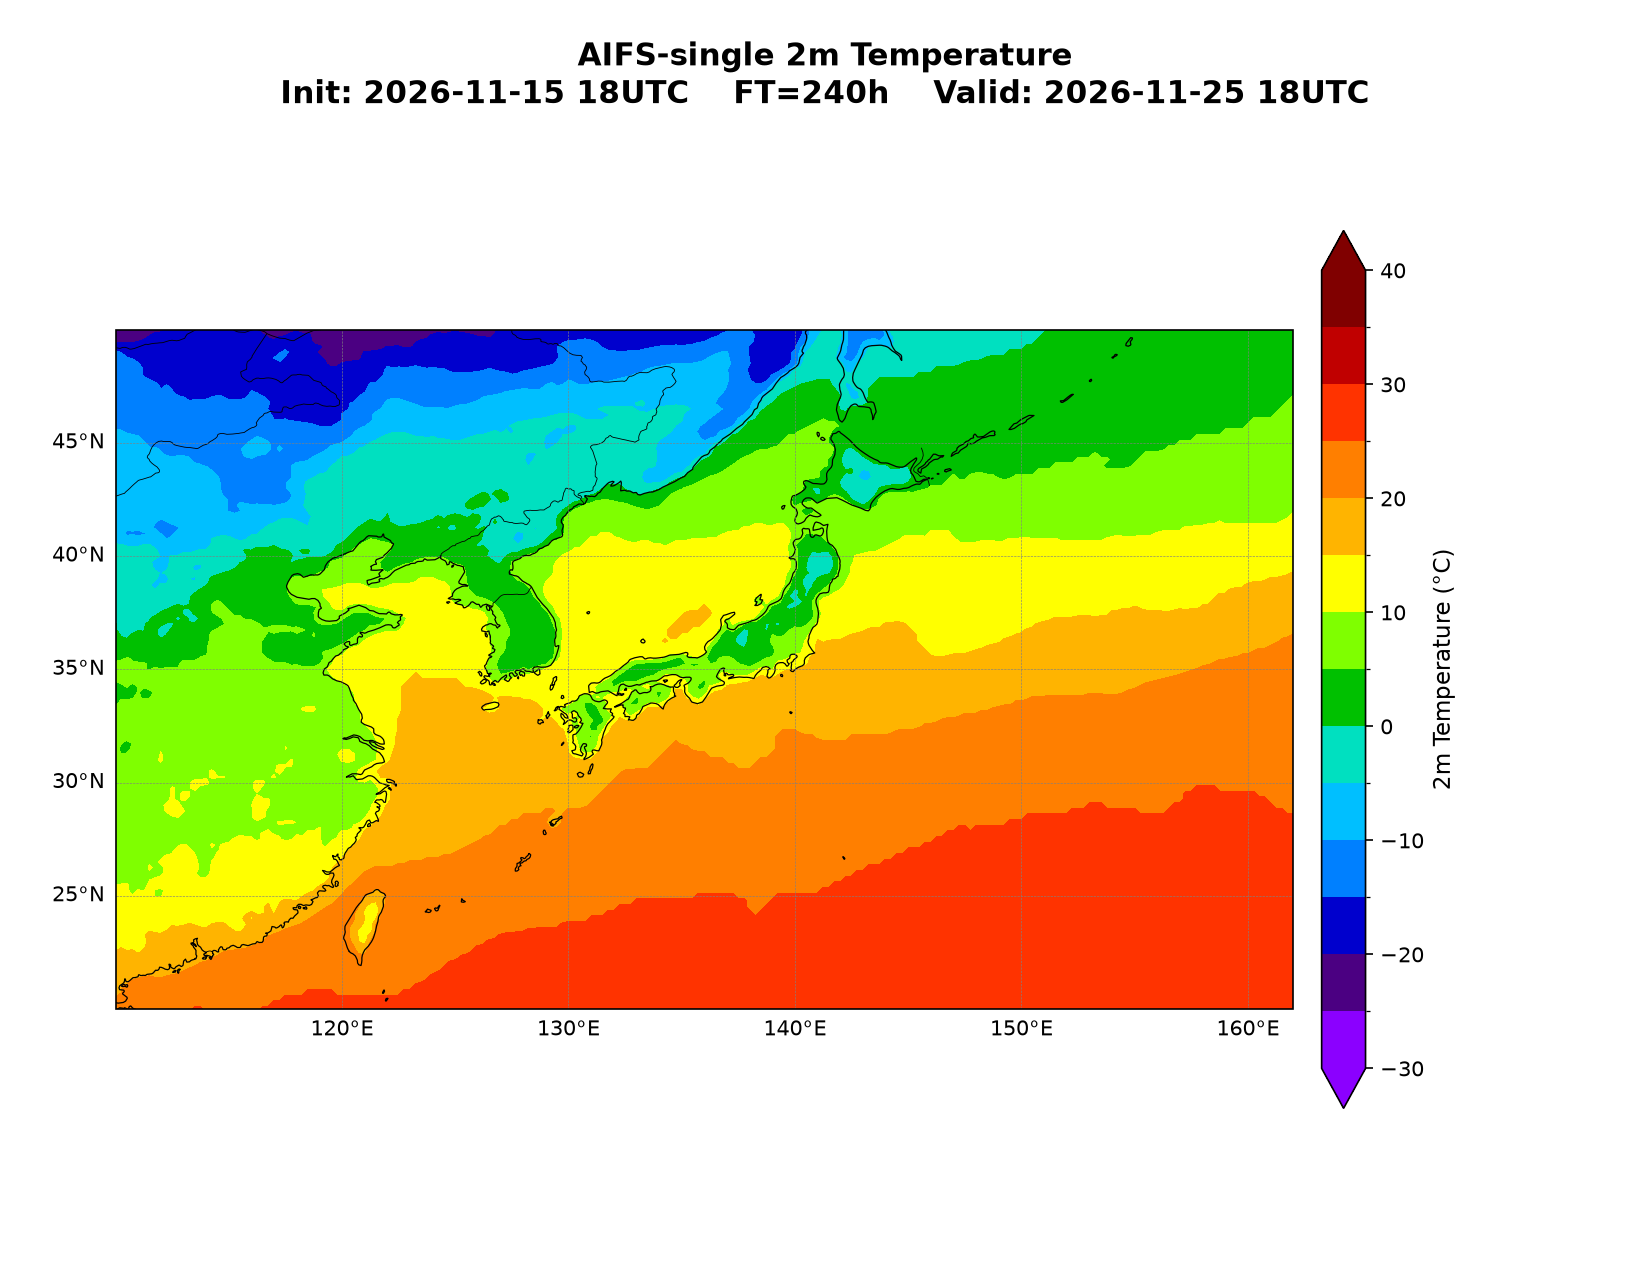 AIFS-single 2m Temperature
Init: 2026-11-15 18UTC    FT=240h    Valid: 2026-11-25 18UTC
45°N
40°N
35°N
30°N
25°N
120°E
130°E
140°E
150°E
160°E
40
30
20
10
0
−10
−20
−30
2m Temperature (°C)